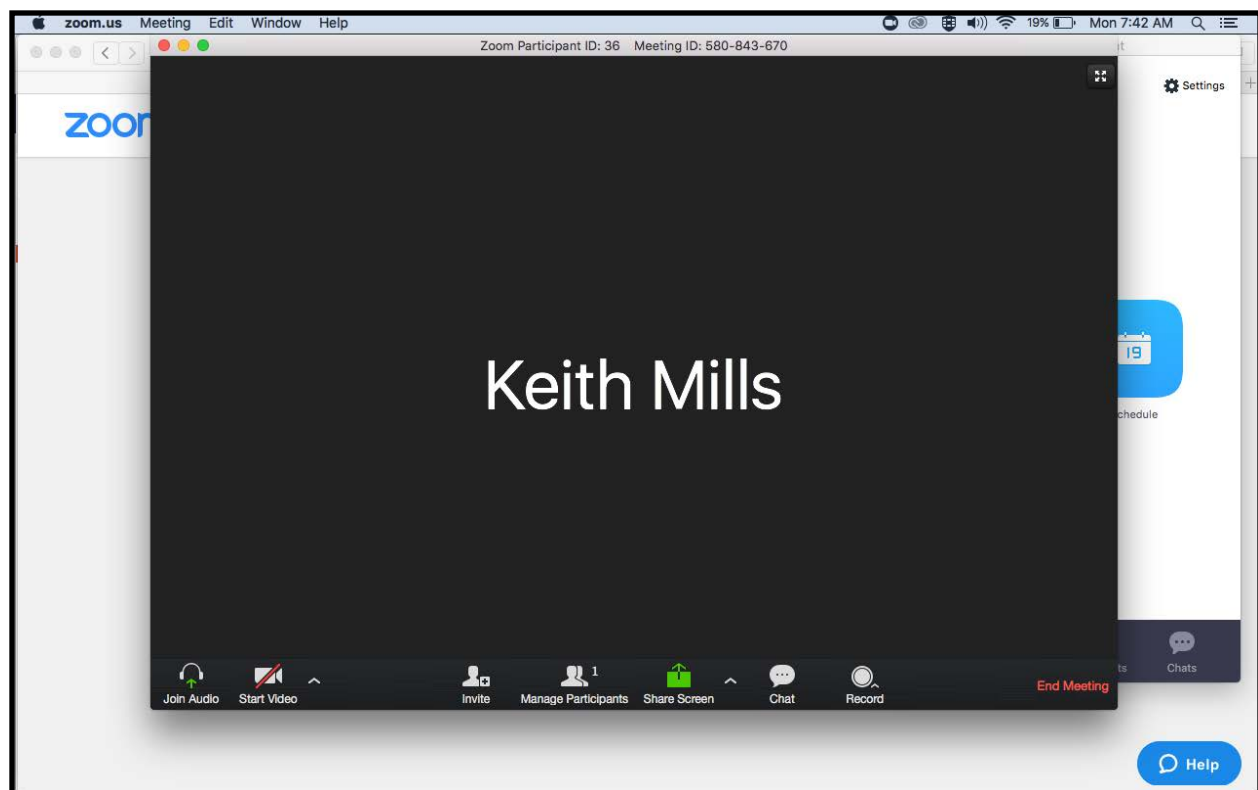 zoom.us Meeting Edit Window Help 19% Mon 7:42 AM
Zoom Participant ID: 36 Meeting ID: 580-843-670
Settings
zoom
19
Keith Mills
chedule
Join Audio Start Video Invite 1 Manage Participants Share Screen Chat Record End Meeting
ts Chats
Help